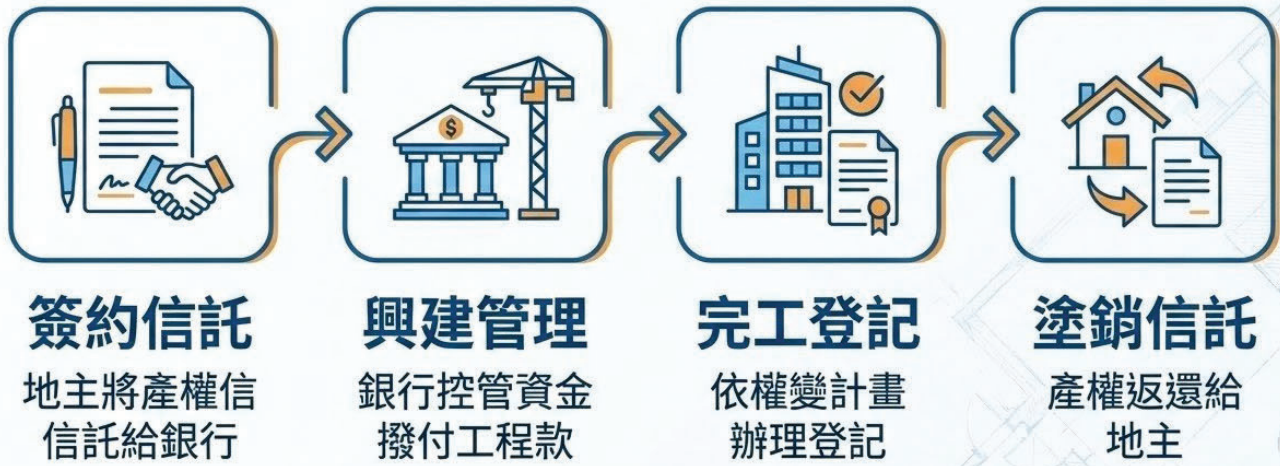 $
簽約信託
地主將產權信
信託給銀行
興建管理
銀行控管資金
撥付工程款
完工登記
依權變計畫
辦理登記
塗銷信託
產權返還給
地主